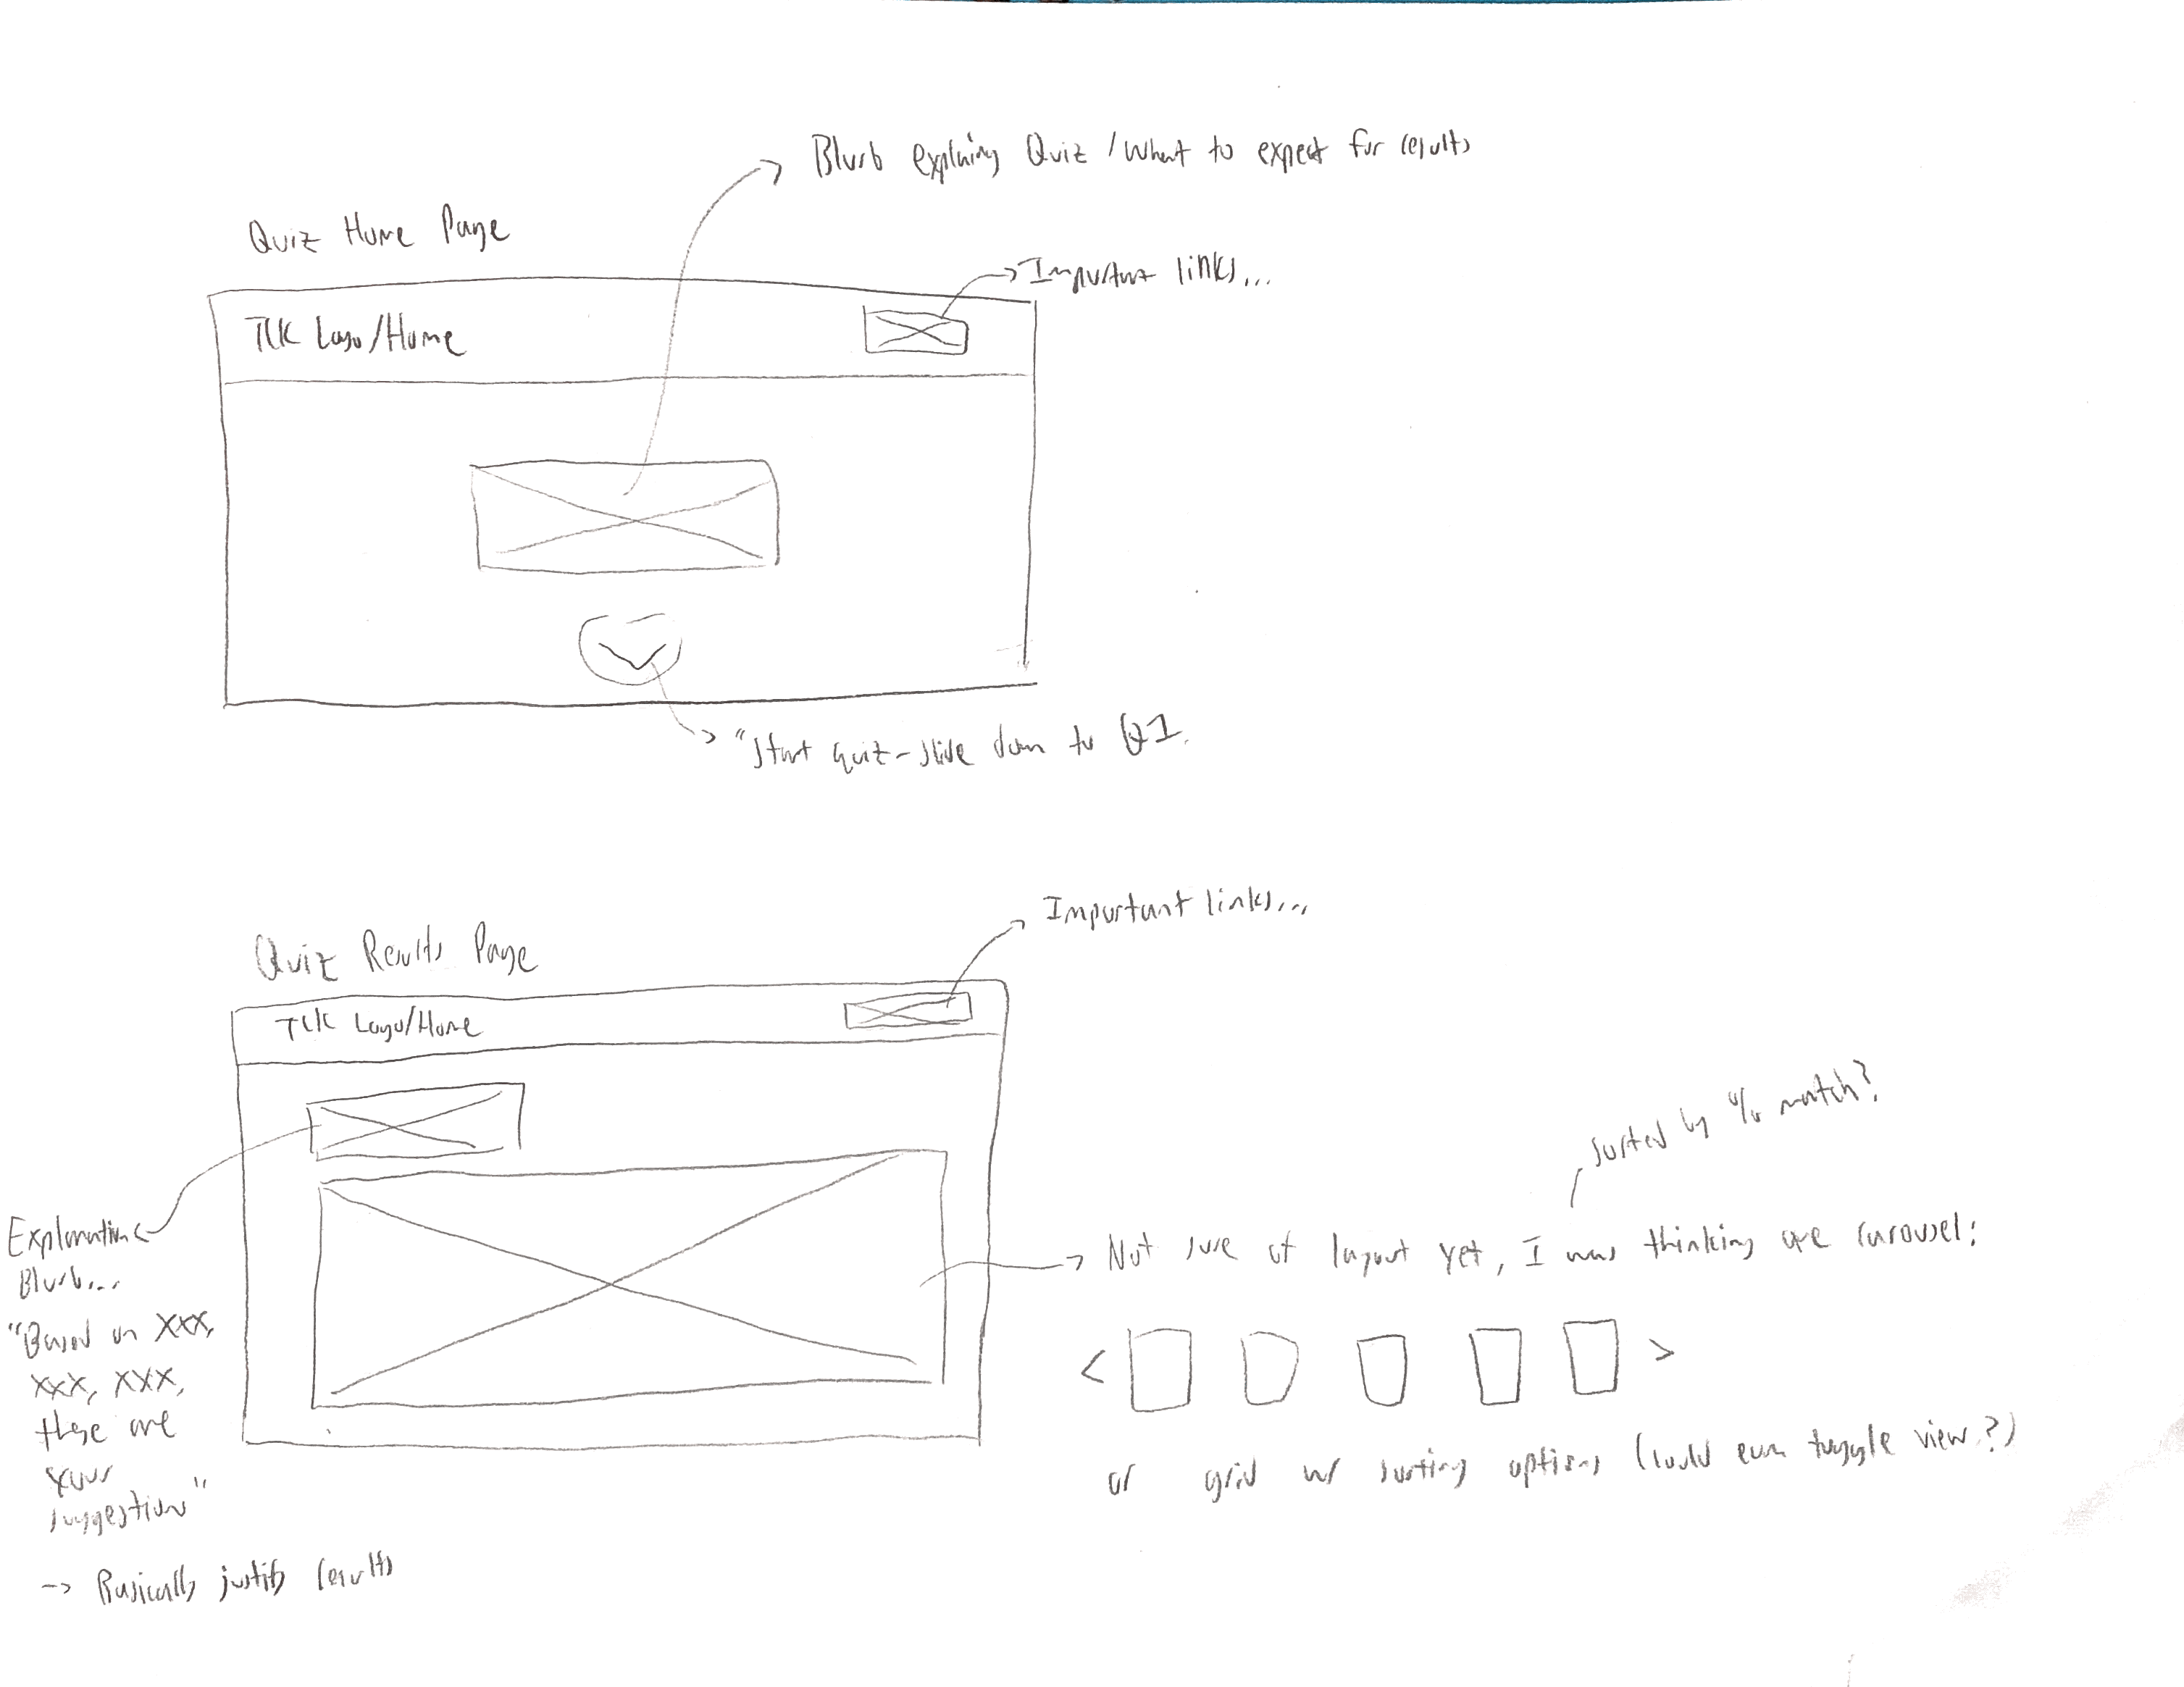 Blurb explaing Quiz / What to expect for results
Quiz Home Page
Important links...
TCK Logo/Home
"Start quiz - slide down to Q1.
Important links...
Quiz Results Page
TCK Logo/Home
sorted by % match?
Explanation
Blurb...
"Based on XXX,
XXX, XXX,
these are
your
suggestion"
-> Basically justify results
Not sure of layout yet, I was thinking carousel:
< >
or grid w/ sorting options (could even toggle view?)